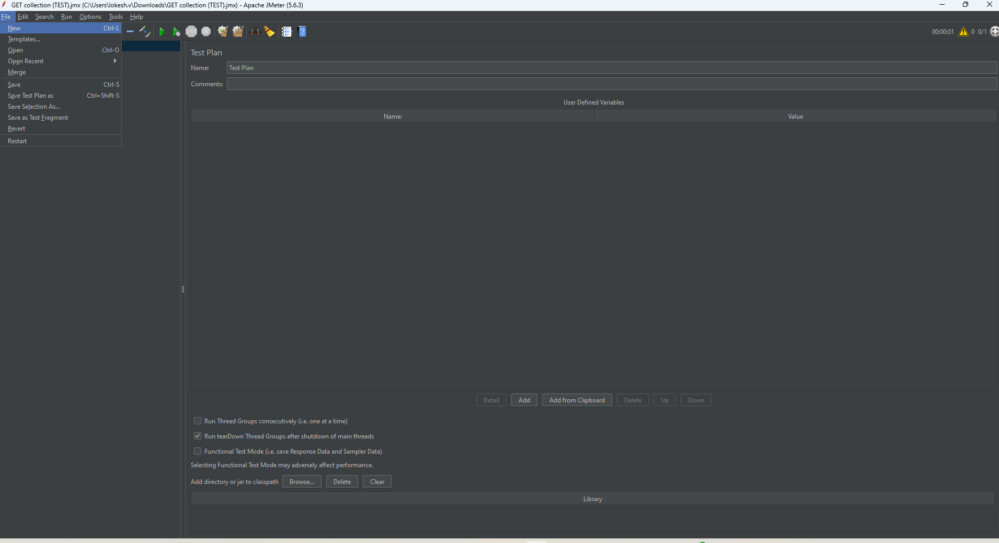 GET collection (TEST).jmx (C:\Users\lokesh.v\Downloads\GET collection (TEST).jmx) - Apache JMeter (5.6.3)
File Edit Search Run Options Tools Help
New Ctrl-L
Templates...
Open Ctrl-O
Open Recent
Merge
Save Ctrl-S
Save Test Plan as Ctrl+Shift-S
Save Selection As...
Save as Test Fragment
Revert
Restart
00:00:01 0 0/1
Test Plan
Name: Test Plan
Comments:
User Defined Variables
Name: Value
Detail Add Add from Clipboard Delete Up Down
Run Thread Groups consecutively (i.e. one at a time)
Run tearDown Thread Groups after shutdown of main threads
Functional Test Mode (i.e. save Response Data and Sampler Data)
Selecting Functional Test Mode may adversely affect performance.
Add directory or jar to classpath Browse... Delete Clear
Library